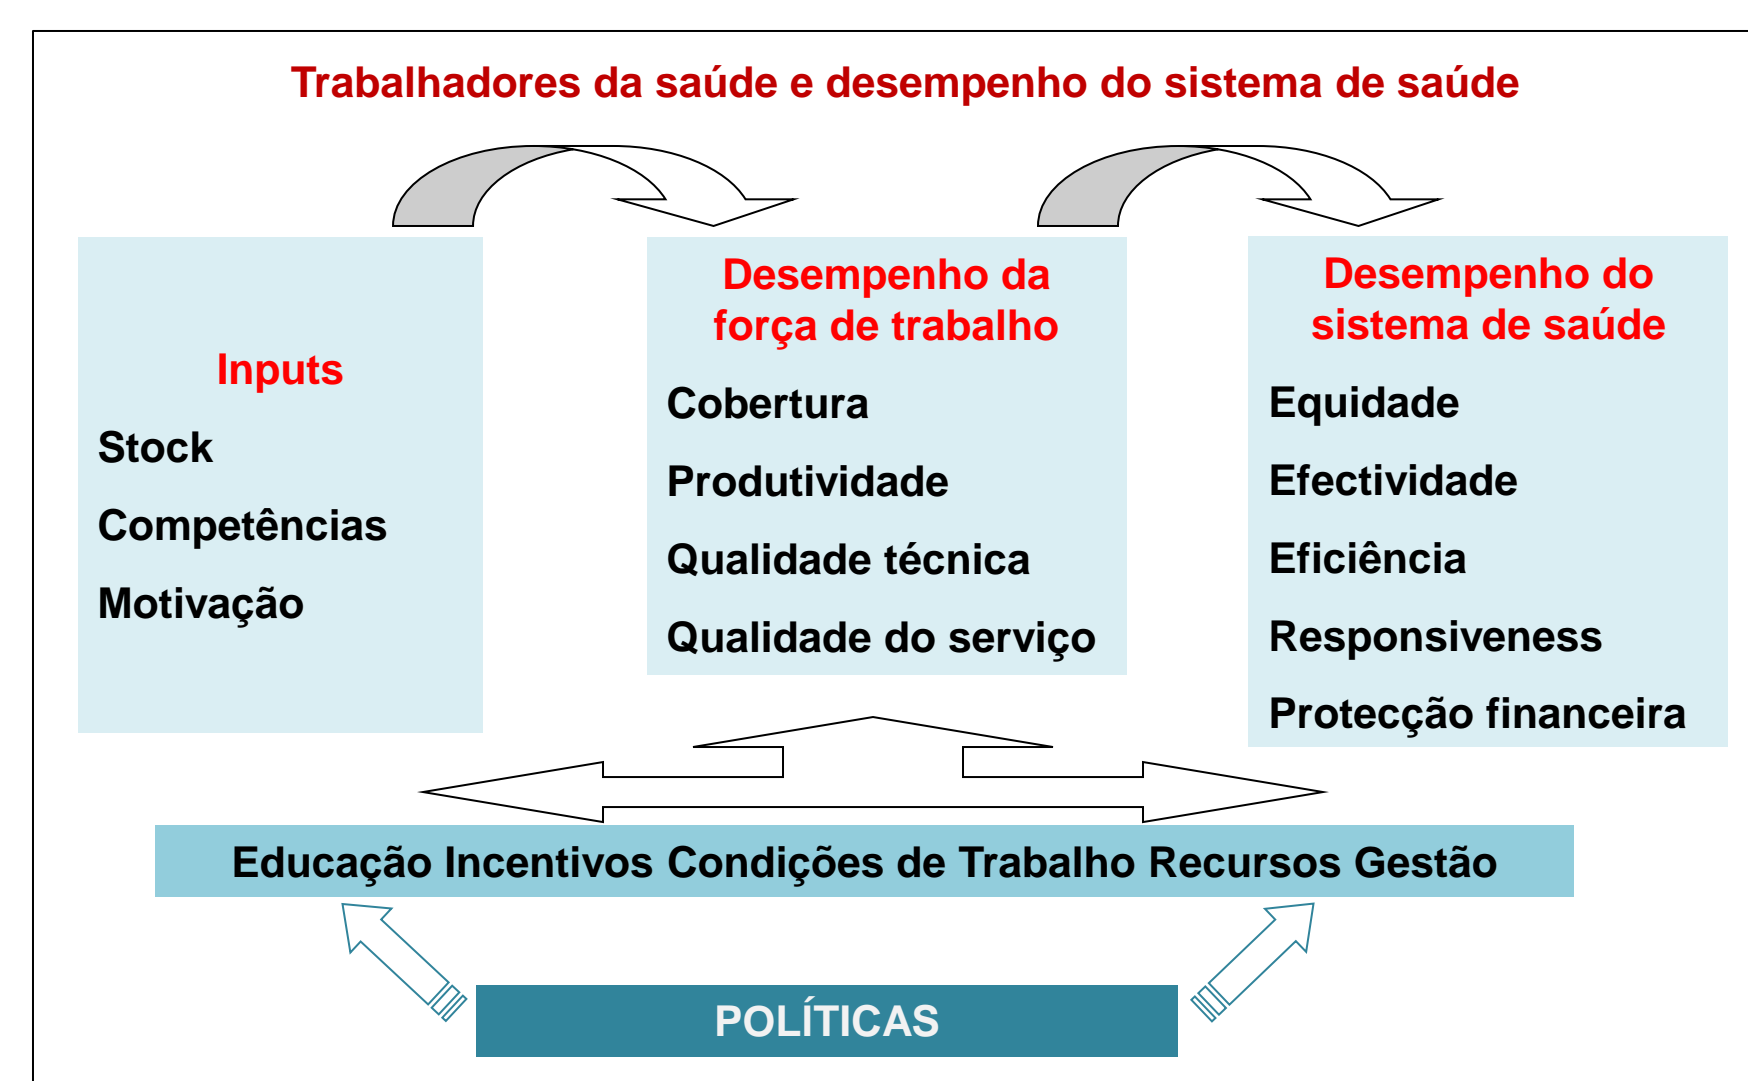 Trabalhadores da saúde e desempenho do sistema de saúde
Inputs
Stock
Competências
Motivação
Desempenho da
força de trabalho
Cobertura
Produtividade
Qualidade técnica
Qualidade do serviço
Desempenho do
sistema de saúde
Equidade
Efectividade
Eficiência
Responsiveness
Protecção financeira
Educação Incentivos Condições de Trabalho Recursos Gestão
POLÍTICAS